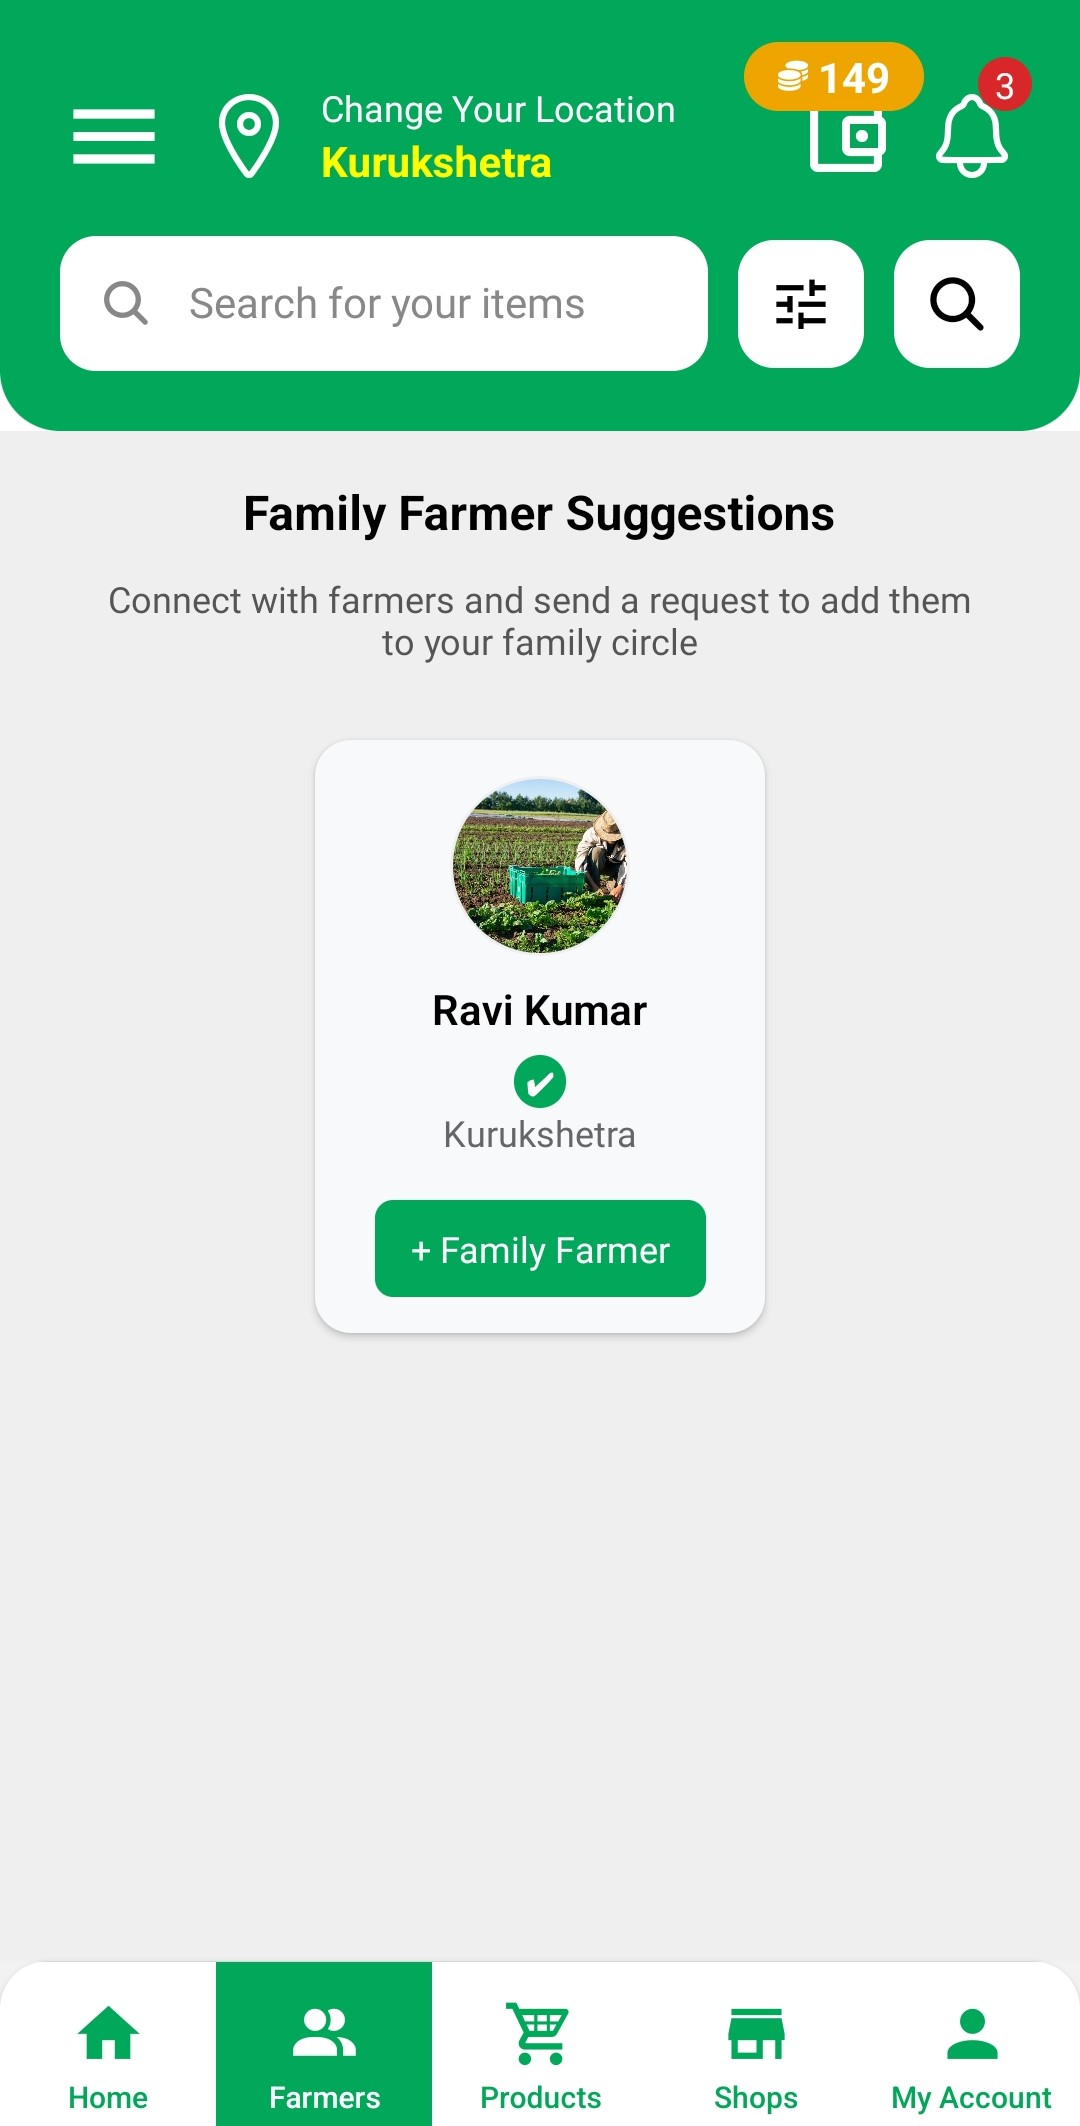 149
3
Change Your Location
Kurukshetra
Search for your items
Family Farmer Suggestions
Connect with farmers and send a request to add them
to your family circle
Ravi Kumar
Kurukshetra
+ Family Farmer
Home
Farmers
Products
Shops
My Account